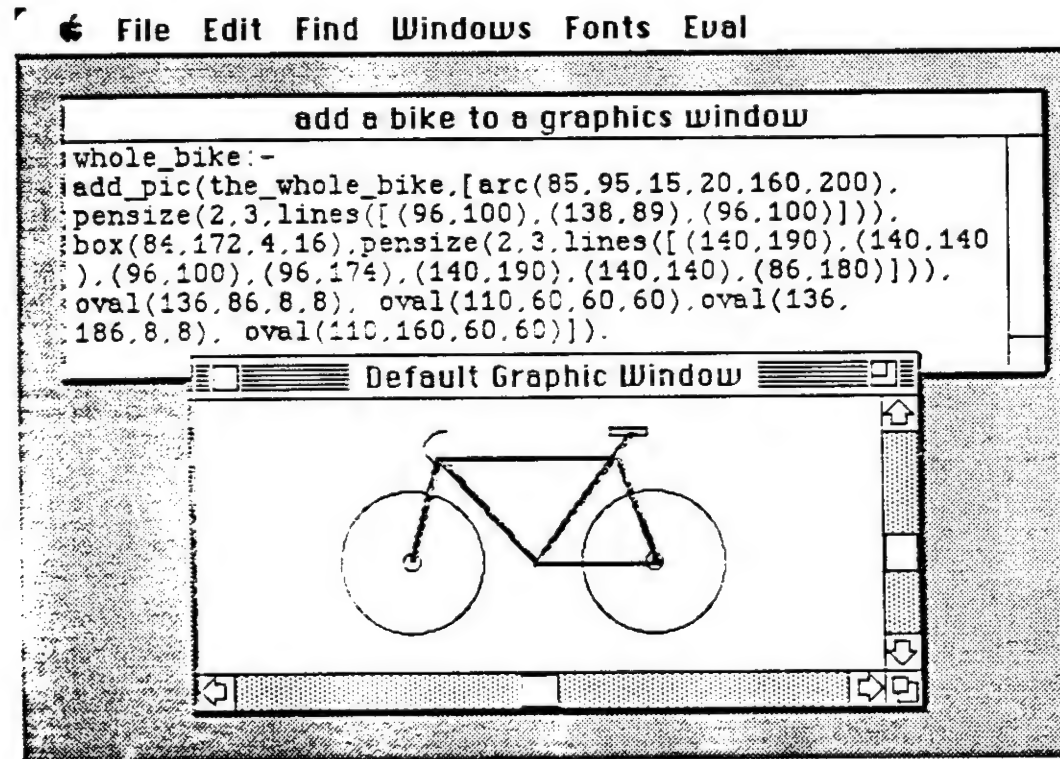 File Edit Find Windows Fonts Eval
add a bike to a graphics window
whole_bike:-
add_pic(the_whole_bike,[arc(85,95,15,20,160,200),
pensize(2,3,lines([(96,100),(138,89),(96,100)])),
box(84,172,4,16),pensize(2,3,lines([(140,190),(140,140
),(96,100),(96,174),(140,190),(140,140),(86,180)])),
oval(136,86,8,8), oval(110,60,60,60),oval(136,
186,8,8), oval(110,160,60,60)]).
Default Graphic Window